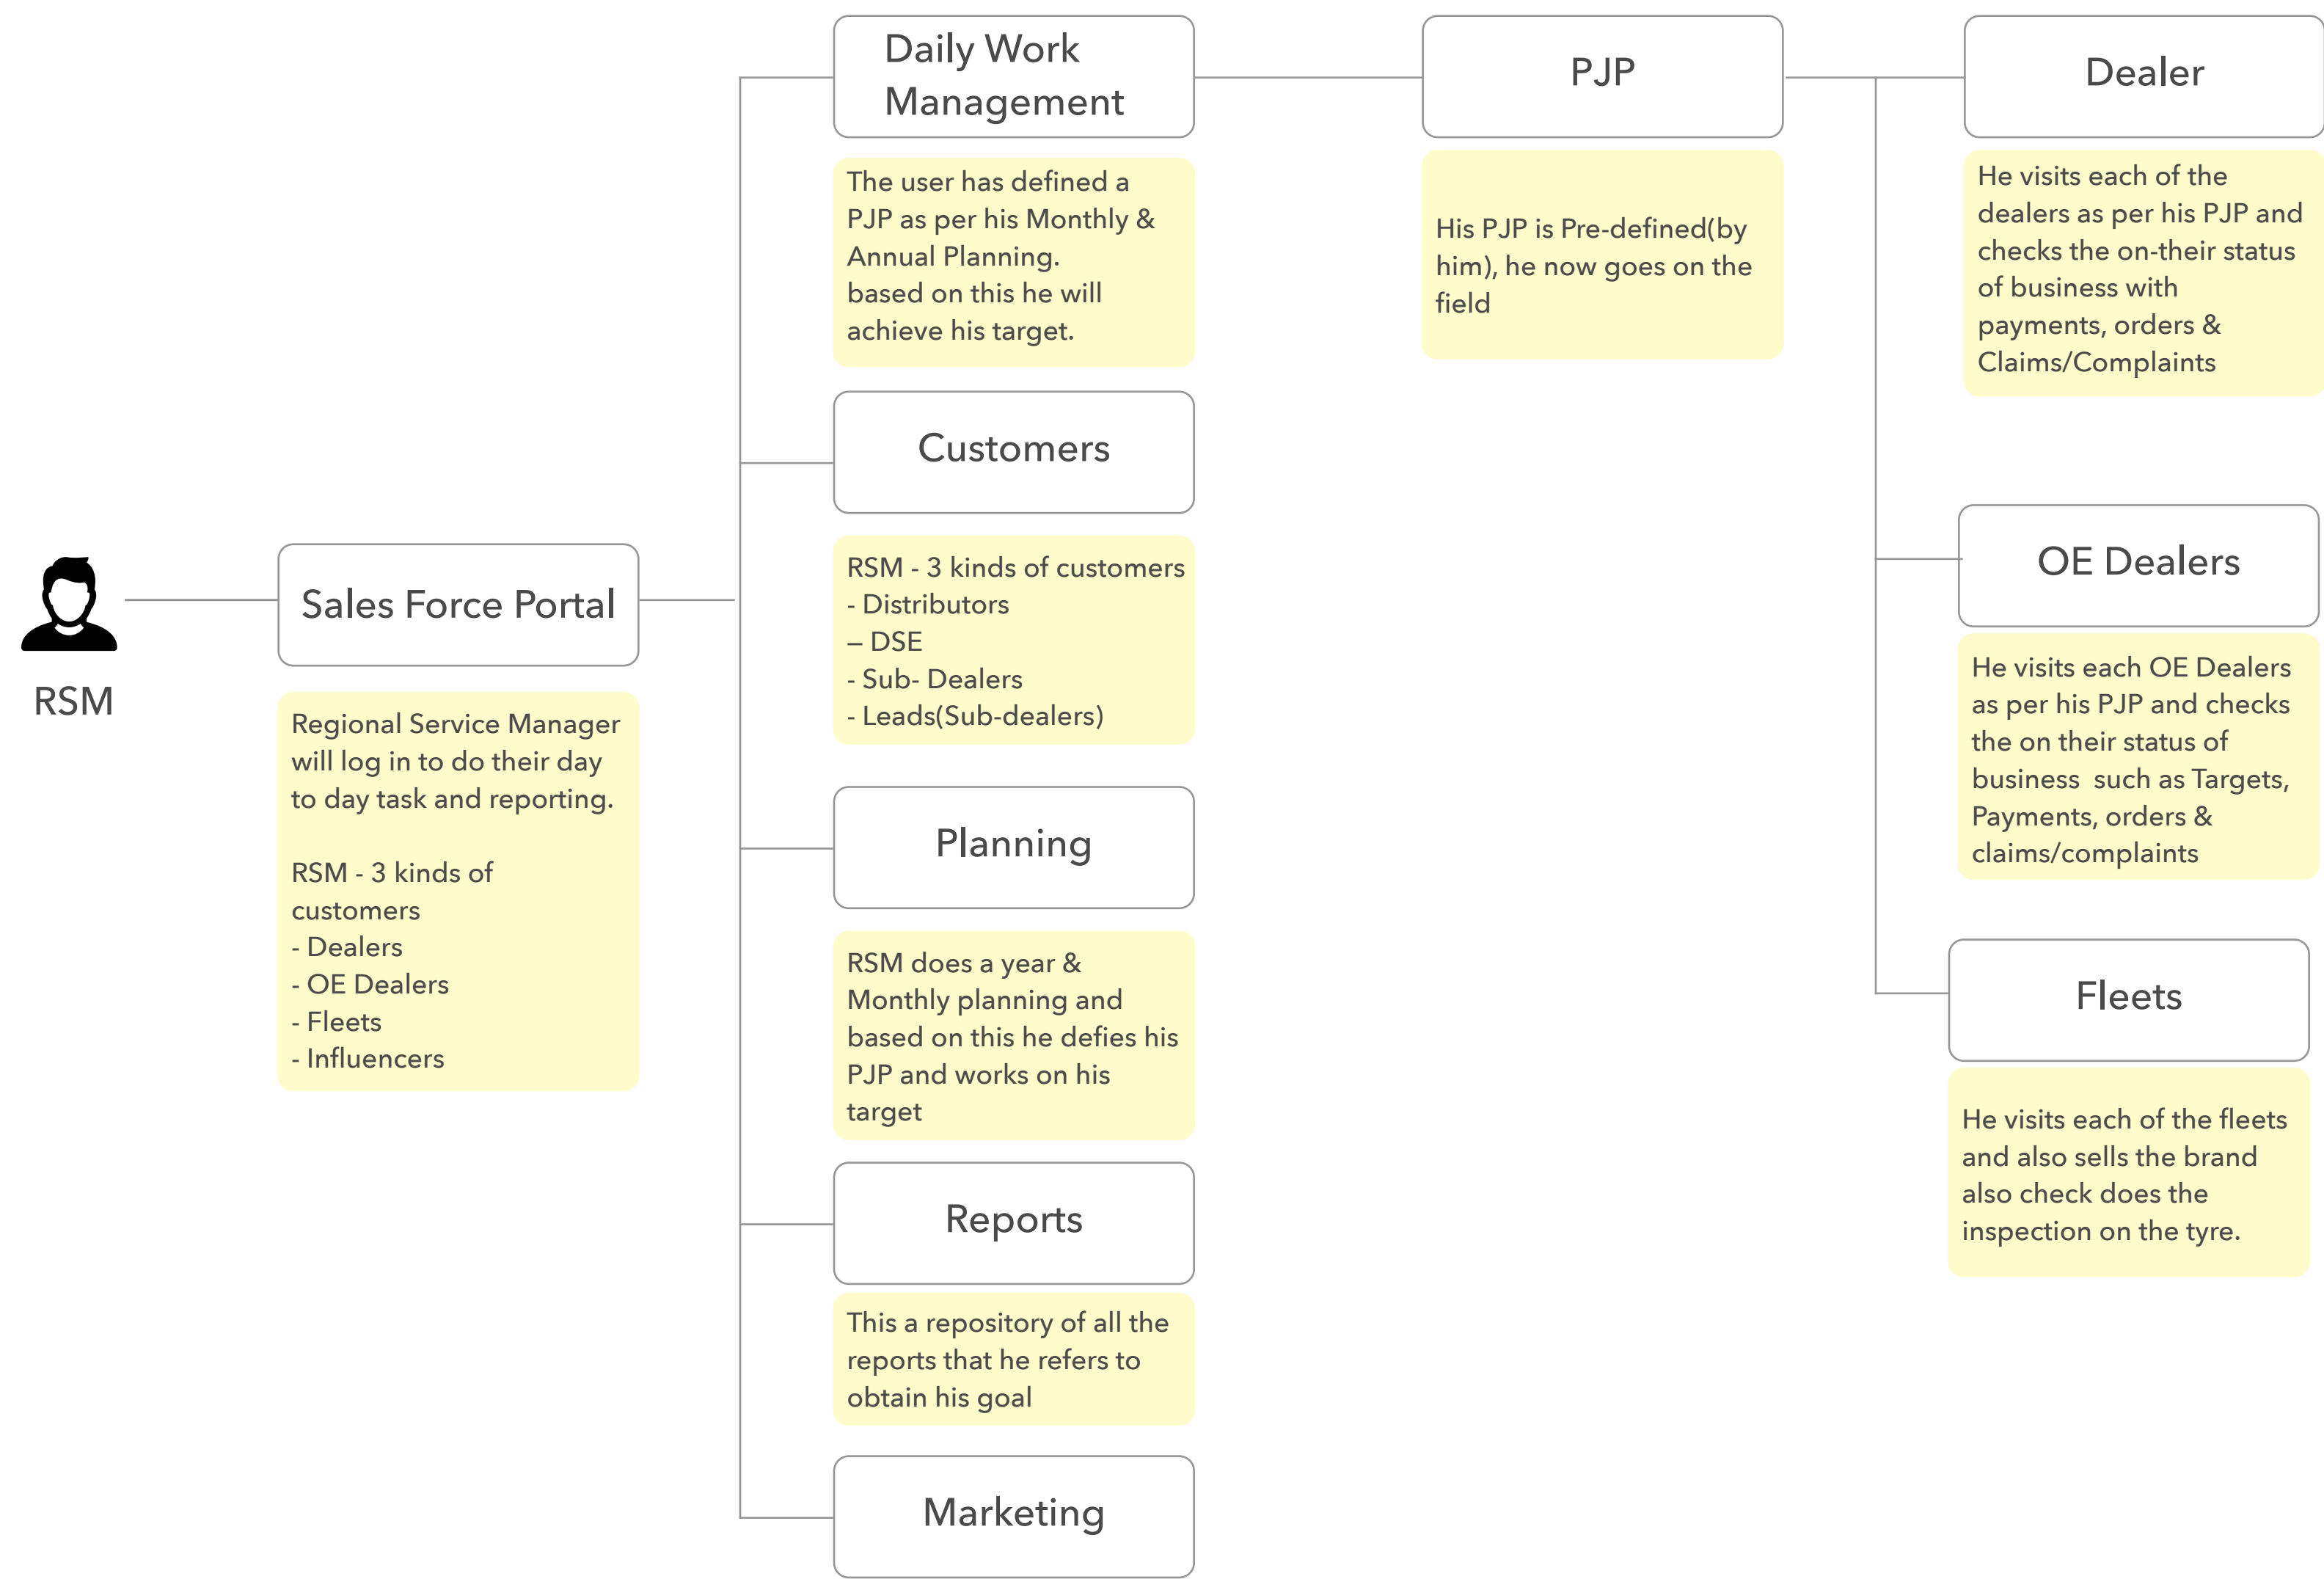 RSM
Sales Force Portal
Regional Service Manager
will log in to do their day
to day task and reporting.
RSM - 3 kinds of
customers
- Dealers
- OE Dealers
- Fleets
- Influencers
Daily Work
Management
The user has defined a
PJP as per his Monthly &
Annual Planning.
based on this he will
achieve his target.
Customers
RSM - 3 kinds of customers
- Distributors
– DSE
- Sub- Dealers
- Leads(Sub-dealers)
Planning
RSM does a year &
Monthly planning and
based on this he defies his
PJP and works on his
target
Reports
This a repository of all the
reports that he refers to
obtain his goal
Marketing
PJP
His PJP is Pre-defined(by
him), he now goes on the
field
Dealer
He visits each of the
dealers as per his PJP and
checks the on-their status
of business with
payments, orders &
Claims/Complaints
OE Dealers
He visits each OE Dealers
as per his PJP and checks
the on their status of
business  such as Targets,
Payments, orders &
claims/complaints
Fleets
He visits each of the fleets
and also sells the brand
also check does the
inspection on the tyre.